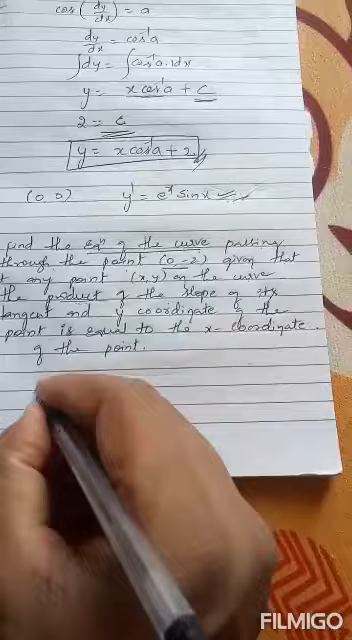 cos(dy/dx) = a
dy/dx = cos⁻¹a
∫dy = ∫cos⁻¹a.1dx
y = x cos⁻¹a + c
2 = c
y = x cos⁻¹a + 2
(0 0) y' = eˣ sinx
find the eqⁿ of the curve passing
through the point (0 -2) given that
t any point (x, y) on the curve
the product of the slope of its
tangent and y coordinate of the
point is equal to the x-coordinate
of the point.
FILMIGO